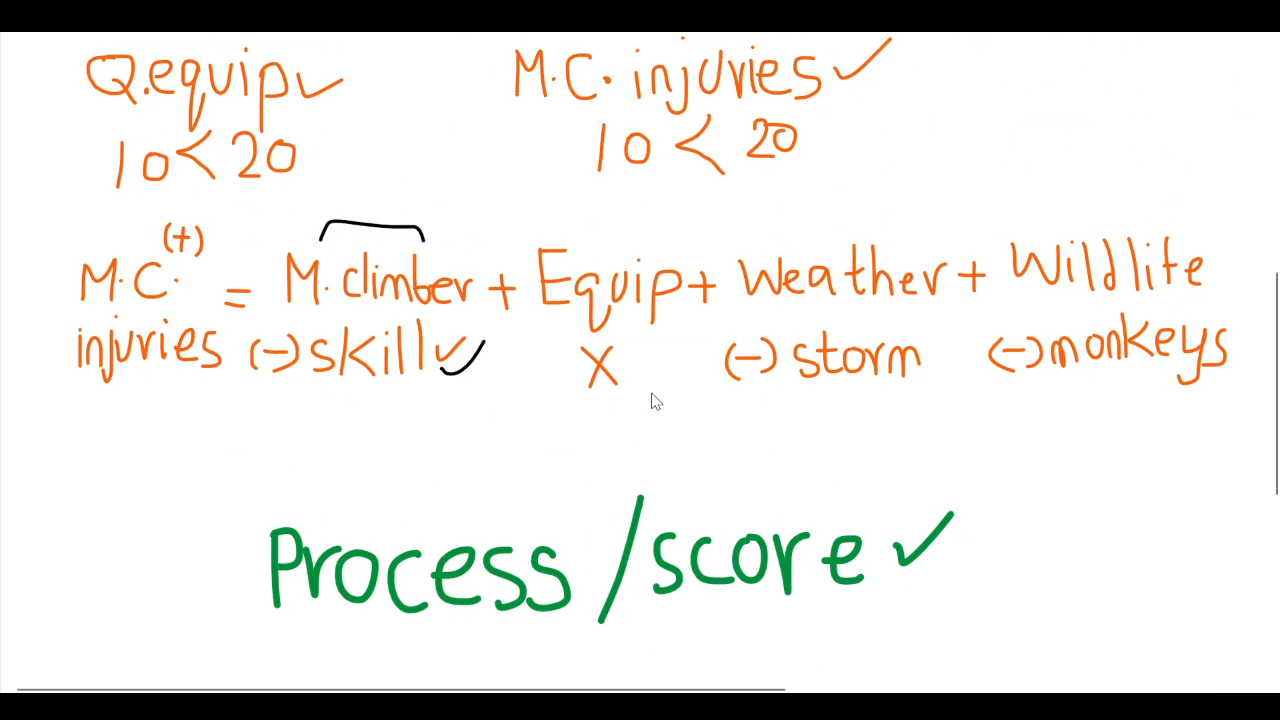 Q.equip✓ M.C. injuries✓
10<20 10<20
M.C.(+) = M.climber + Equip + Weather + Wildlife
injuries (-)skill✓ X (-)storm (-)monkeys
Process/score✓